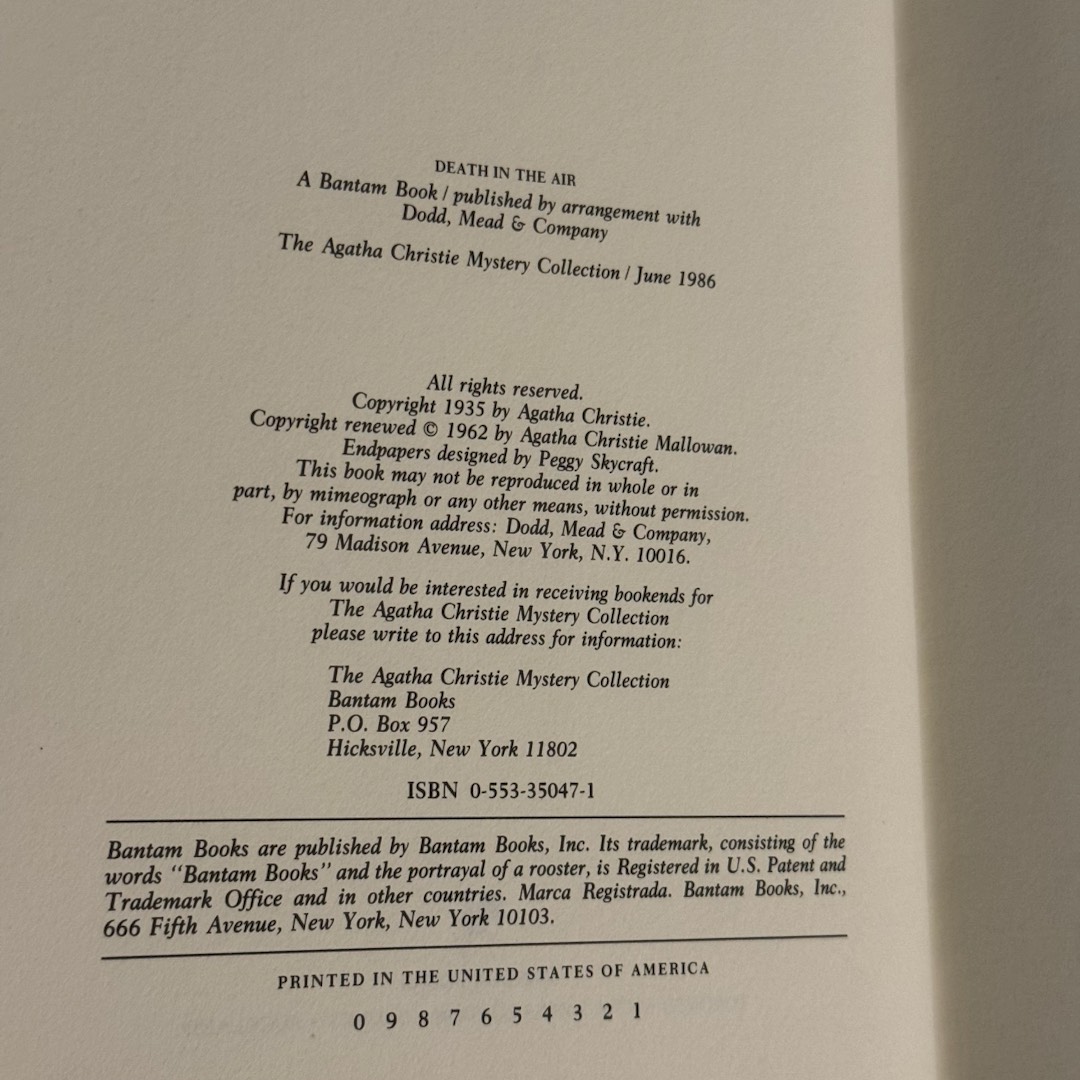 DEATH IN THE AIR
A Bantam Book / published by arrangement with
Dodd, Mead & Company
The Agatha Christie Mystery Collection / June 1986
All rights reserved.
Copyright 1935 by Agatha Christie.
Copyright renewed © 1962 by Agatha Christie Mallowan.
Endpapers designed by Peggy Skycraft.
This book may not be reproduced in whole or in
part, by mimeograph or any other means, without permission.
For information address: Dodd, Mead & Company,
79 Madison Avenue, New York, N.Y. 10016.
If you would be interested in receiving bookends for
The Agatha Christie Mystery Collection
please write to this address for information:
The Agatha Christie Mystery Collection
Bantam Books
P.O. Box 957
Hicksville, New York 11802
ISBN 0-553-35047-1
Bantam Books are published by Bantam Books, Inc. Its trademark, consisting of the
words “Bantam Books” and the portrayal of a rooster, is Registered in U.S. Patent and
Trademark Office and in other countries. Marca Registrada. Bantam Books, Inc.,
666 Fifth Avenue, New York, New York 10103.
PRINTED IN THE UNITED STATES OF AMERICA
0 9 8 7 6 5 4 3 2 1